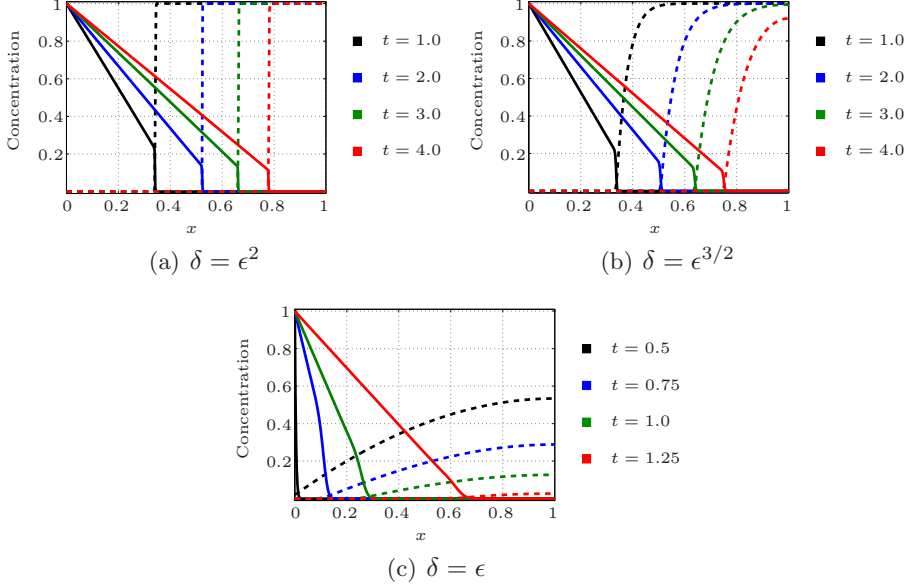 1
0.8
0.6
0.4
0.2
Concentration
0 0.2 0.4 0.6 0.8 1
x
t = 1.0
t = 2.0
t = 3.0
t = 4.0
(a) δ = ϵ²
1
0.8
0.6
0.4
0.2
Concentration
0 0.2 0.4 0.6 0.8 1
x
t = 1.0
t = 2.0
t = 3.0
t = 4.0
(b) δ = ϵ^{3/2}
1
0.8
0.6
0.4
0.2
Concentration
0 0.2 0.4 0.6 0.8 1
x
t = 0.5
t = 0.75
t = 1.0
t = 1.25
(c) δ = ϵ